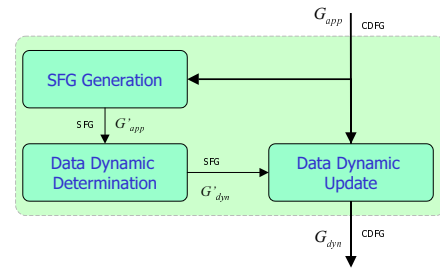 G_app
CDFG
SFG Generation
SFG
G'_app
Data Dynamic
Determination
SFG
G'_dyn
Data Dynamic
Update
G_dyn
CDFG